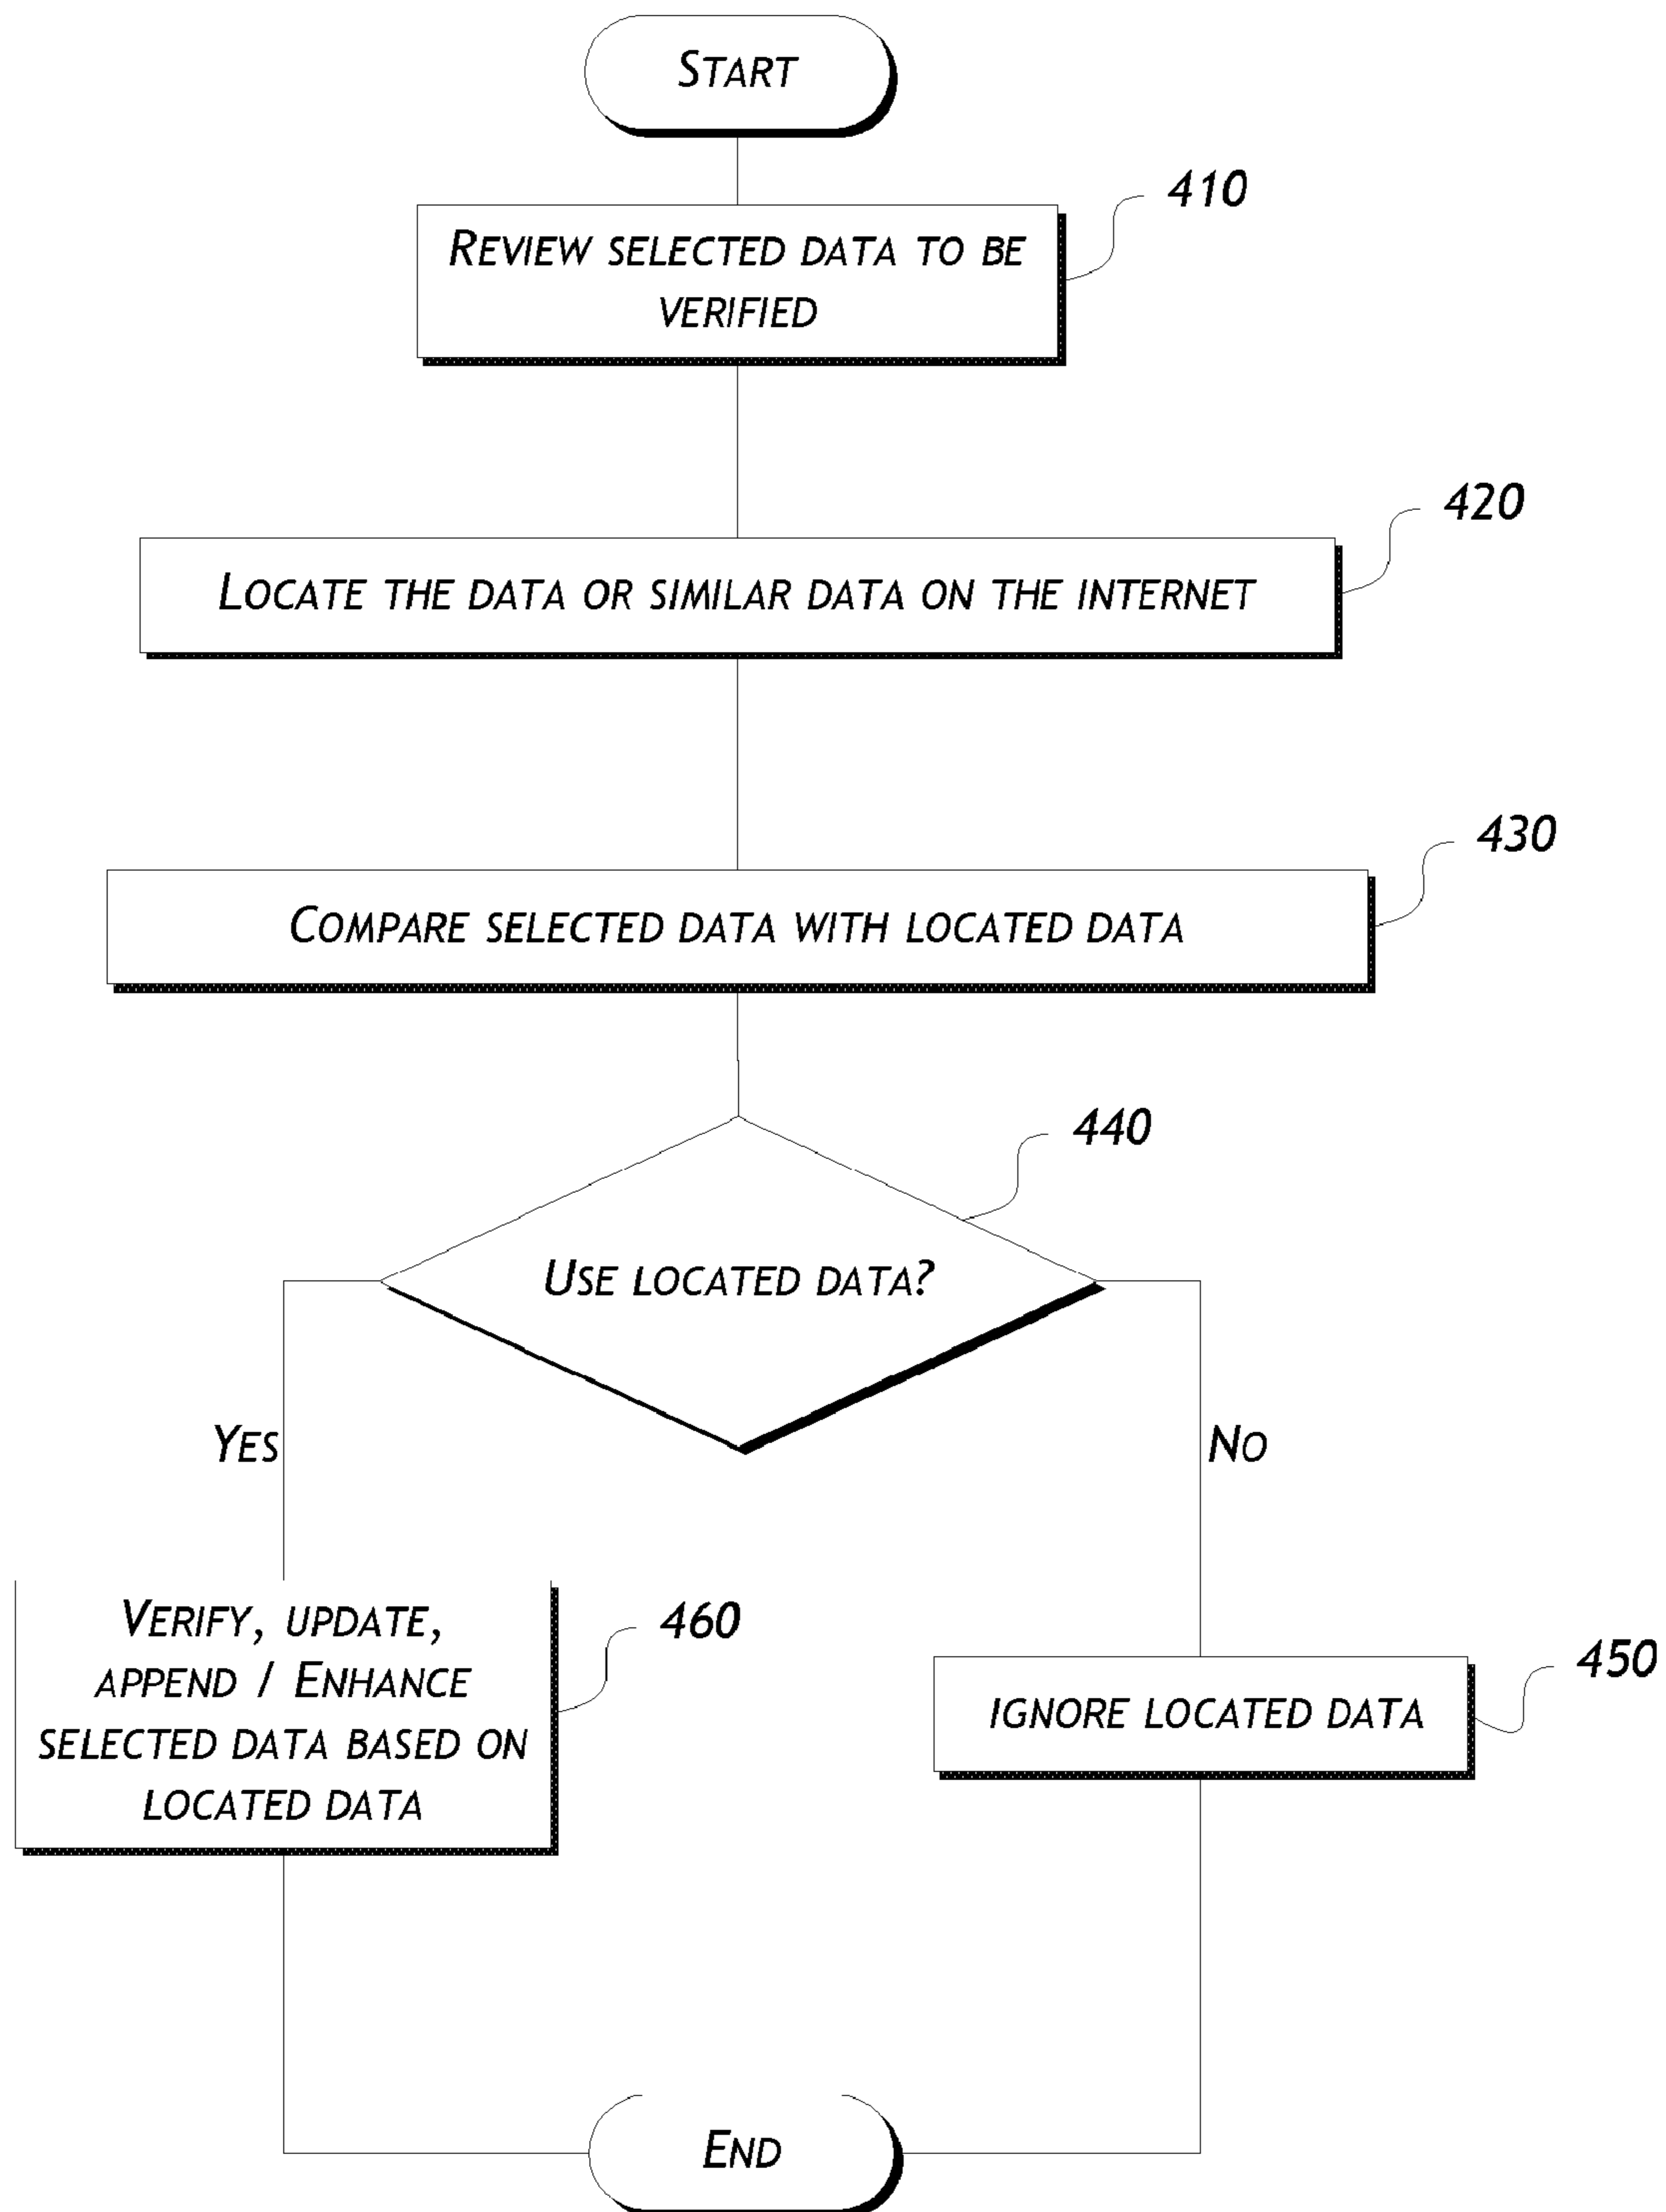 START
410
REVIEW SELECTED DATA TO BE
VERIFIED
420
LOCATE THE DATA OR SIMILAR DATA ON THE INTERNET
430
COMPARE SELECTED DATA WITH LOCATED DATA
440
USE LOCATED DATA?
YES
NO
VERIFY, UPDATE,
APPEND / ENHANCE
SELECTED DATA BASED ON
LOCATED DATA
460
IGNORE LOCATED DATA
450
END